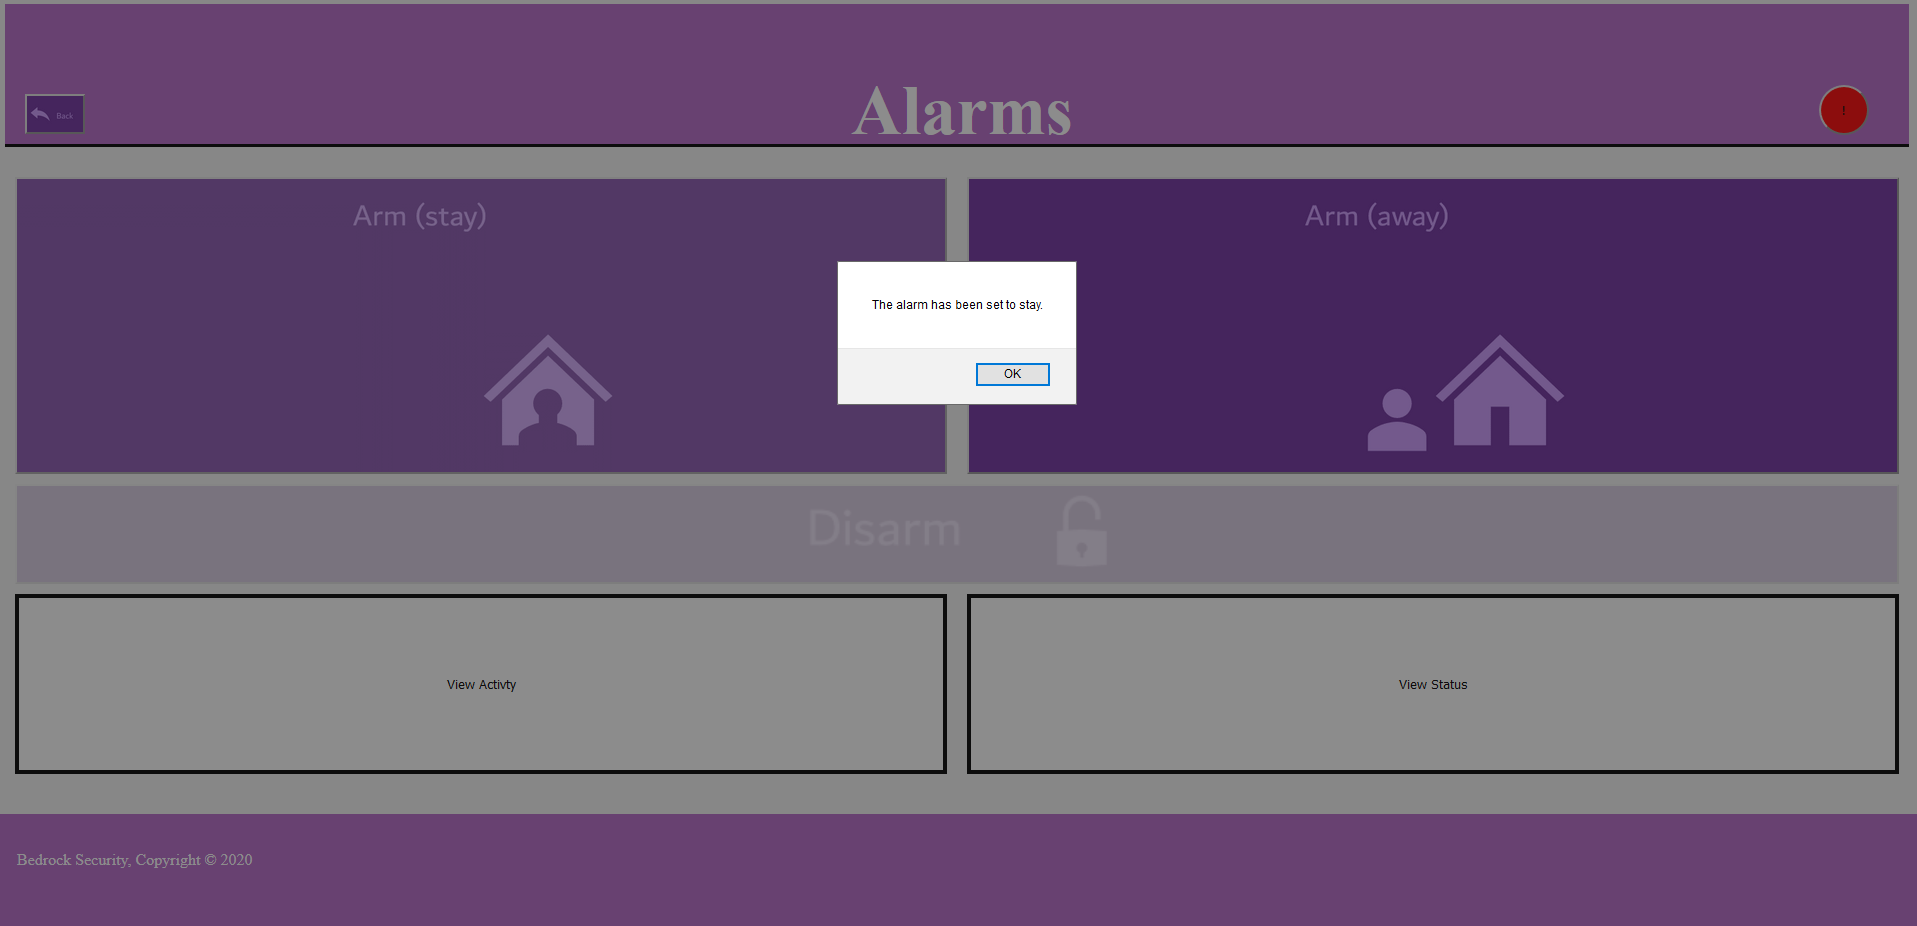 Alarms
Back
!
Arm (stay)
Arm (away)
The alarm has been set to stay.
OK
Disarm
View Activty
View Status
Bedrock Security, Copyright © 2020